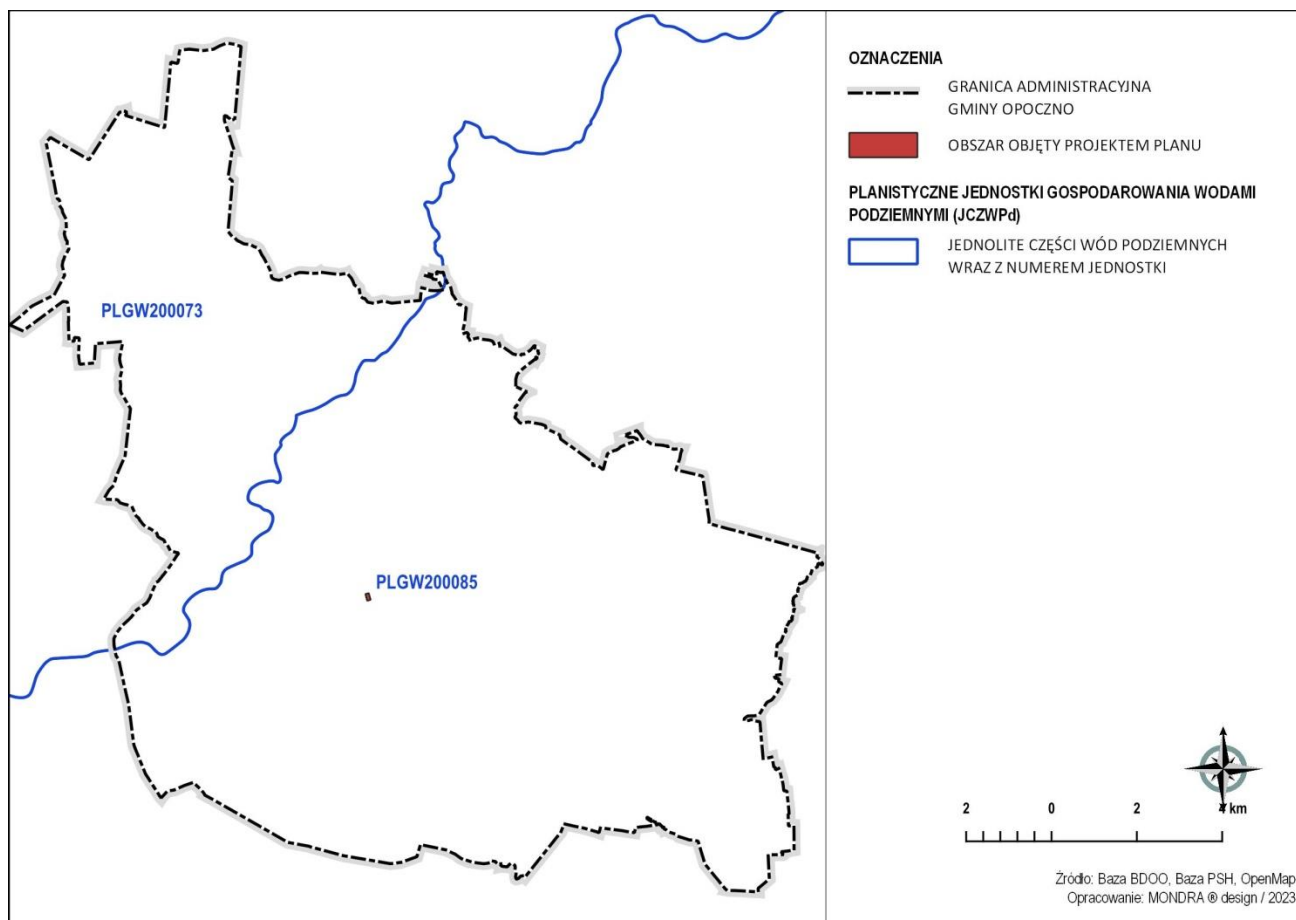 PLGW200073
PLGW200085
OZNACZENIA
GRANICA ADMINISTRACYJNA
GMINY OPOCZNO
OBSZAR OBJĘTY PROJEKTEM PLANU
PLANISTYCZNE JEDNOSTKI GOSPODAROWANIA WODAMI
PODZIEMNYMI (JCZWPd)
JEDNOLITE CZĘŚCI WÓD PODZIEMNYCH
WRAZ Z NUMEREM JEDNOSTKI
2 0 2 4 km
Źródło: Baza BDOO, Baza PSH, OpenMap
Opracowanie: MONDRA ® design / 2023